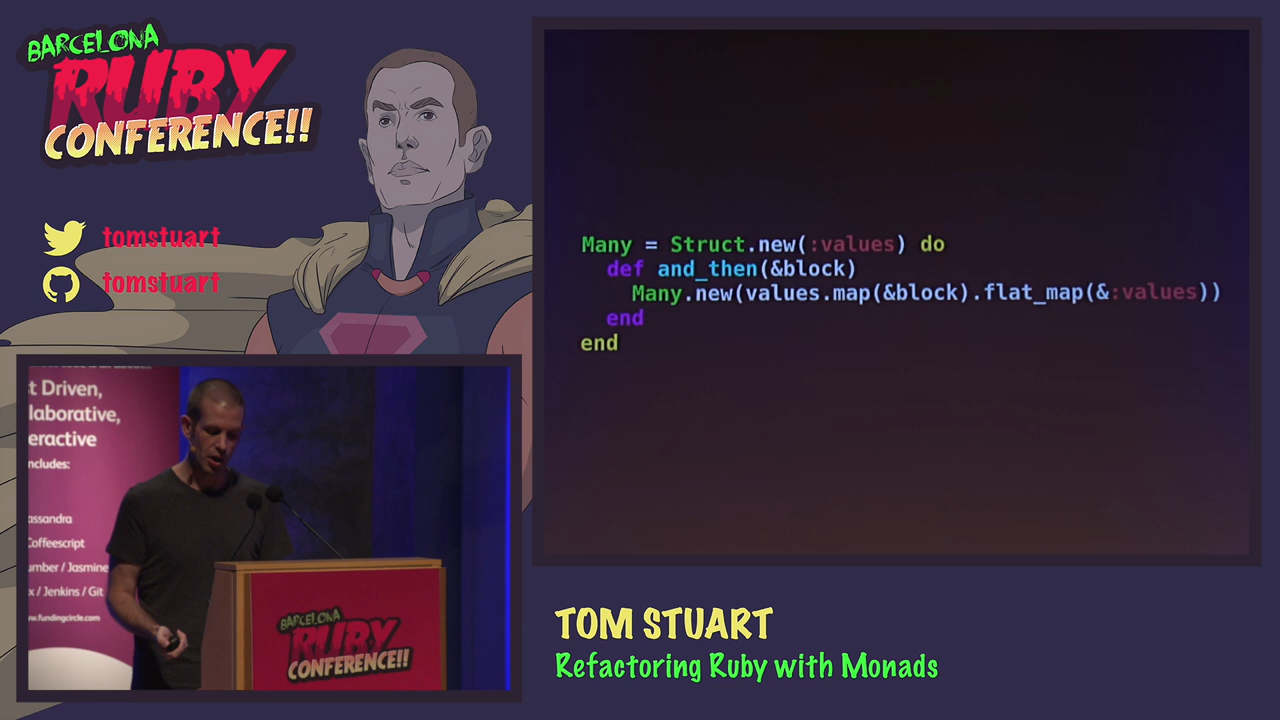 BARCELONA
RUBY
CONFERENCE!!
tomstuart
tomstuart
Many = Struct.new(:values) do
  def and_then(&block)
    Many.new(values.map(&block).flat_map(&:values))
  end
end
t Driven,
laborative,
eractive
ncludes:
assandra
Coffeescript
umber / Jasmine
x / Jenkins / Git
w.fundingcircle.com
BARCELONA
RUBY
CONFERENCE!!
TOM STUART
Refactoring Ruby with Monads